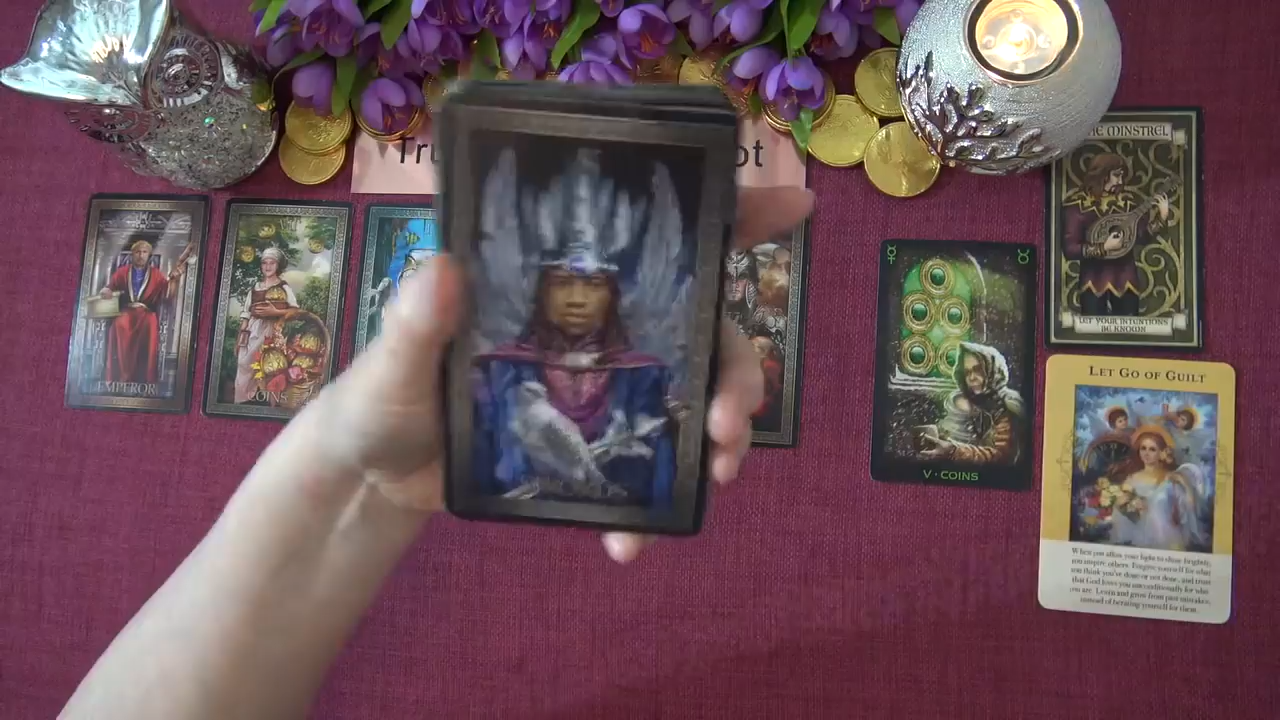 Tru
ot
THE MINSTREL
LET YOUR INTENTIONS
BE KNOWN
EMPEROR
COINS
V · COINS
LET GO OF GUILT
When you allow your light to shine brightly,
you inspire others. Forgive yourself for what
you think you've done or not done, and trust
that God loves you unconditionally for who
you are. Learn and grow from past mistakes,
instead of berating yourself for them.